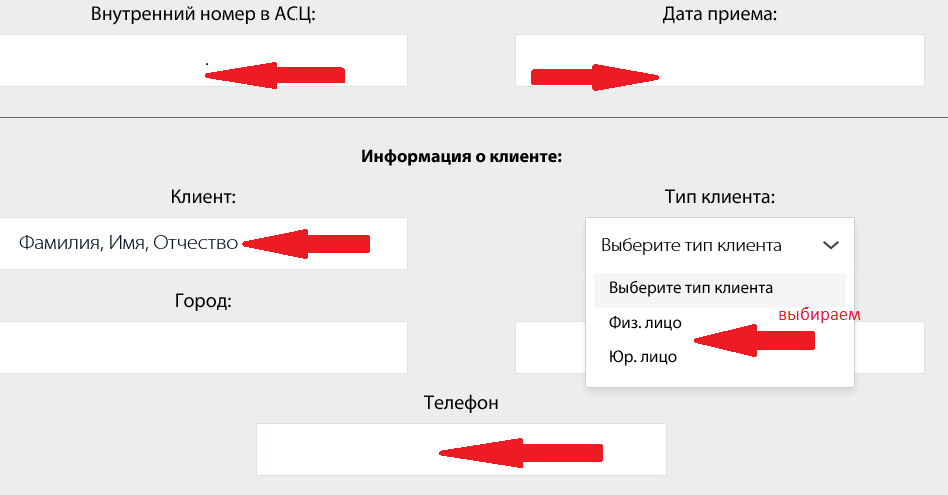 Внутренний номер в АСЦ:
Дата приема:
.
Информация о клиенте:
Клиент:
Тип клиента:
Фамилия, Имя, Отчество
Выберите тип клиента
Выберите тип клиента
Город:
Физ. лицо
выбираем
Юр. лицо
Телефон